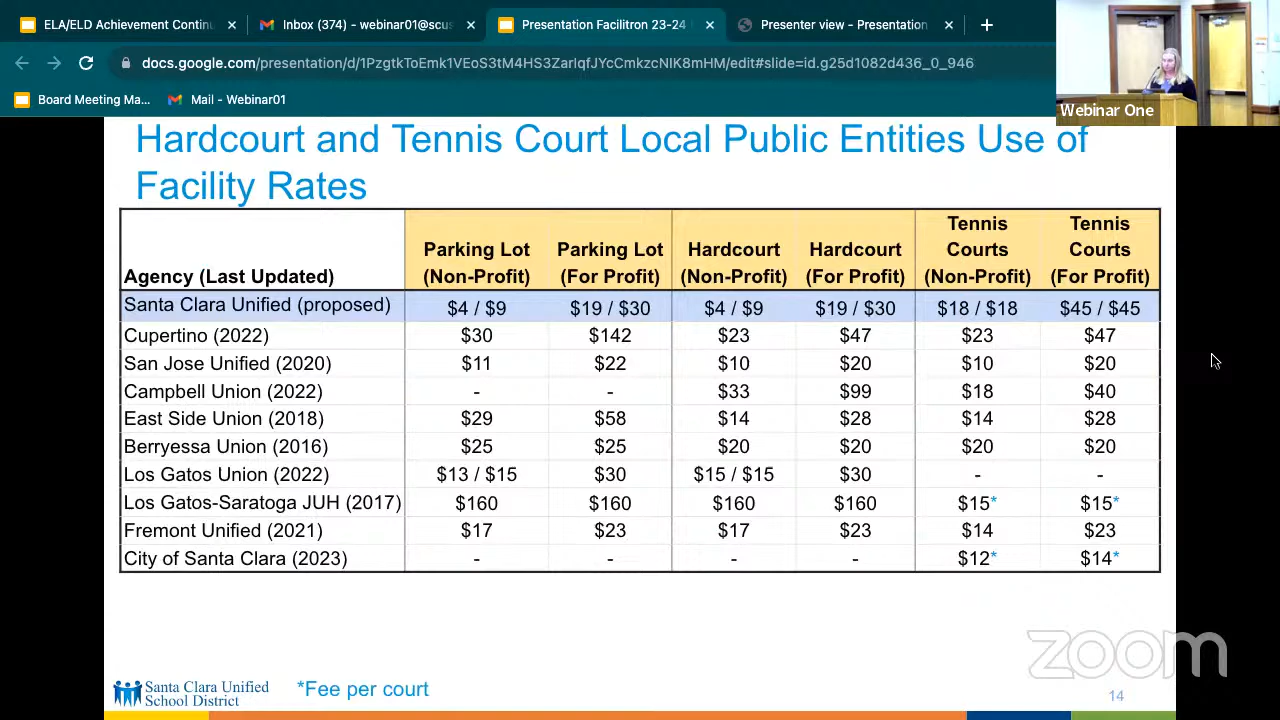 ELA/ELD Achievement Continu
Inbox (374) - webinar01@scus
Presentation Facilitron 23-24
Presenter view - Presentation
docs.google.com/presentation/d/1PzgtkToEmk1VEoS3tM4HS3ZarIqfJYcCmkzcNIK8mHM/edit#slide=id.g25d1082d436_0_946
Board Meeting Ma...
Mail - Webinar01
Webinar One
Hardcourt and Tennis Court Local Public Entities Use of
Facility Rates
Agency (Last Updated) Parking Lot (Non-Profit) Parking Lot (For Profit) Hardcourt (Non-Profit) Hardcourt (For Profit) Tennis Courts (Non-Profit) Tennis Courts (For Profit)
Santa Clara Unified (proposed) $4 / $9 $19 / $30 $4 / $9 $19 / $30 $18 / $18 $45 / $45
Cupertino (2022) $30 $142 $23 $47 $23 $47
San Jose Unified (2020) $11 $22 $10 $20 $10 $20
Campbell Union (2022) - - $33 $99 $18 $40
East Side Union (2018) $29 $58 $14 $28 $14 $28
Berryessa Union (2016) $25 $25 $20 $20 $20 $20
Los Gatos Union (2022) $13 / $15 $30 $15 / $15 $30 - -
Los Gatos-Saratoga JUH (2017) $160 $160 $160 $160 $15* $15*
Fremont Unified (2021) $17 $23 $17 $23 $14 $23
City of Santa Clara (2023) - - - - $12* $14*
zoom
Santa Clara Unified
School District
*Fee per court
14